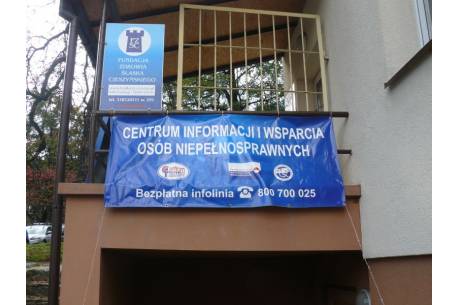 FUNDACJA
ZDROWIA
ŚLĄSKA
CIESZYŃSKIEGO
CENTRUM INFORMACJI I WSPARCIA
OSÓB NIEPEŁNOSPRAWNYCH
Bezpłatna infolinia ☎ 800 700 025